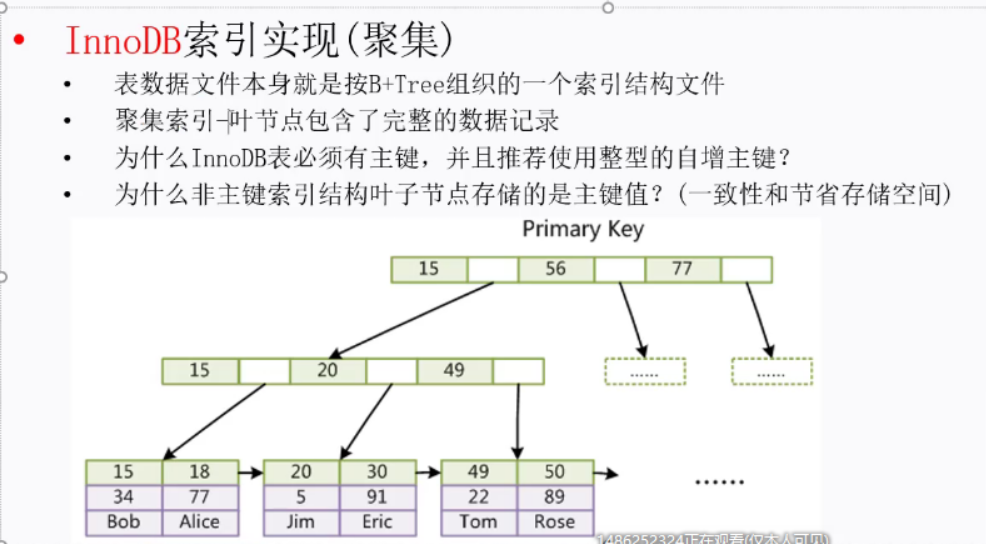 InnoDB索引实现(聚集)
表数据文件本身就是按B+Tree组织的一个索引结构文件
聚集索引-叶节点包含了完整的数据记录
为什么InnoDB表必须有主键，并且推荐使用整型的自增主键？
为什么非主键索引结构叶子节点存储的是主键值？(一致性和节省存储空间)
Primary Key
15 56 77
15 20 49 ...... ......
15 18 20 30 49 50
34 77 5 91 22 89 ......
Bob Alice Jim Eric Tom Rose
1486252324正在观看(仅本人可见)